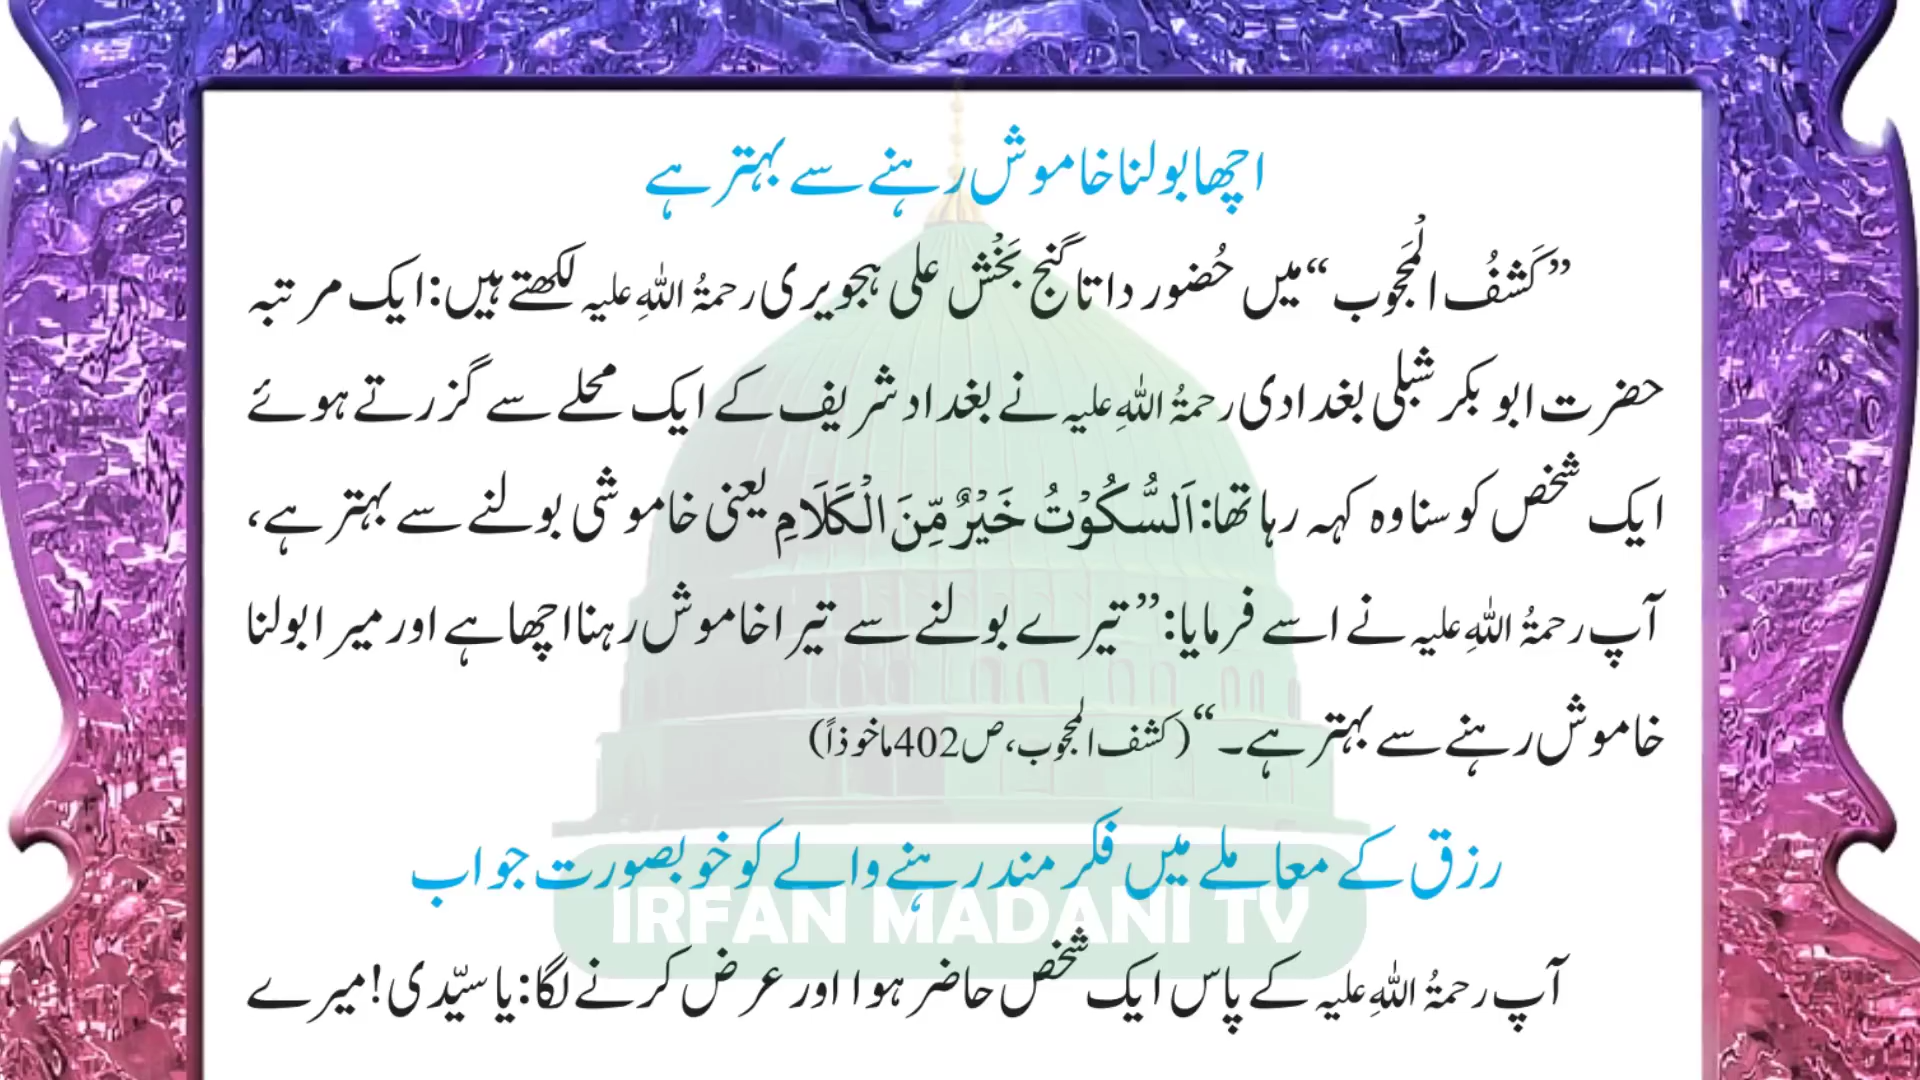 اچھا بولنا خاموش رہنے سے بہتر ہے
”کَشفُ الْمَحجوب“ میں حُضور داتا گنج بَخْش علی ہجویری رحمۃُ اللہِ علیہ لکھتے ہیں: ایک مرتبہ
حضرت ابو بکر شبلی بغدادی رحمۃُ اللہِ علیہ نے بغداد شریف کے ایک محلے سے گزرتے ہوئے
ایک شخص کو سنا وہ کہہ رہا تھا: اَلسُّکُوْتُ خَیْرٌ مِّنَ الْکَلَامِ یعنی خاموشی بولنے سے بہتر ہے،
آپ رحمۃُ اللہِ علیہ نے اسے فرمایا: ”تیرے بولنے سے تیرا خاموش رہنا اچھا ہے اور میرا بولنا
خاموش رہنے سے بہتر ہے۔“ (کشف المحجوب، ص402 ماخوذاً)
رزق کے معاملے میں فکر مند رہنے والے کو خوبصورت جواب
IRFAN MADANI TV
آپ رحمۃُ اللہِ علیہ کے پاس ایک شخص حاضر ہوا اور عرض کرنے لگا: یا سیّدی! میرے